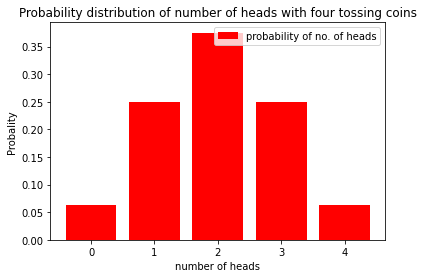 Probability distribution of number of heads with four tossing coins
probability of no. of heads
Probality
0.35
0.30
0.25
0.20
0.15
0.10
0.05
0.00
0 1 2 3 4
number of heads